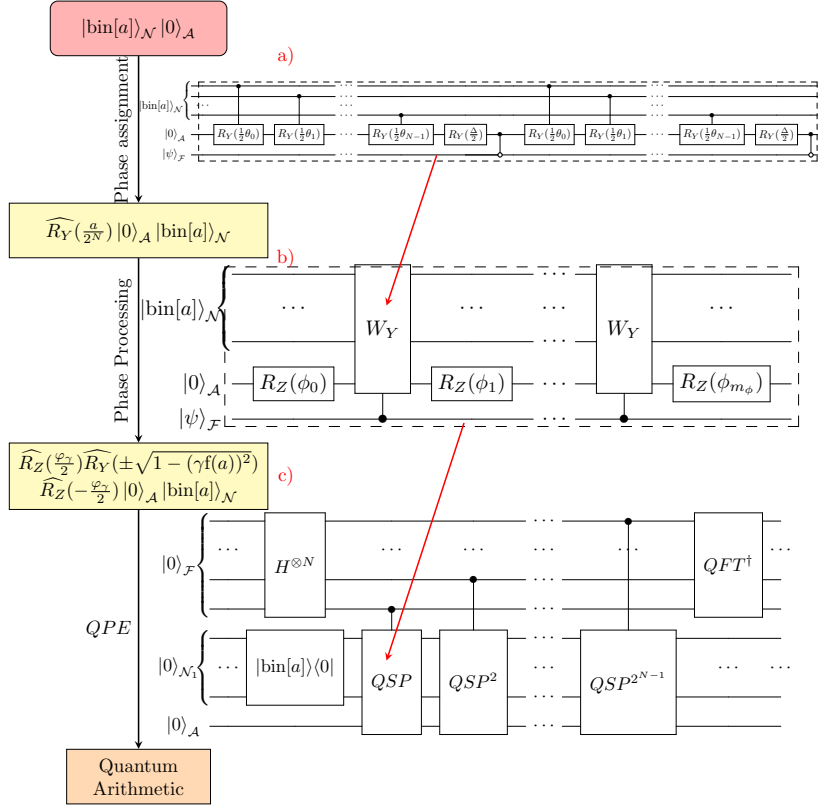 |bin[a]⟩_𝒩 |0⟩_𝒜
Phase assignment
a)
|bin[a]⟩_𝒩
···
···
···
···
···
|0⟩_𝒜 R_Y(½θ_0) R_Y(½θ_1) ··· R_Y(½θ_{N−1}) R_Y(Δ/2) R_Y(½θ_0) R_Y(½θ_1) ··· R_Y(½θ_{N−1}) R_Y(Δ/2)
|ψ⟩_ℱ ··· ···
\widehat{R_Y}(a/2^N) |0⟩_𝒜 |bin[a]⟩_𝒩
Phase Processing
b)
···
|bin[a]⟩_𝒩 ··· W_Y ··· ··· W_Y ···
···
|0⟩_𝒜 R_Z(ϕ_0) R_Z(ϕ_1) ··· R_Z(ϕ_{m_ϕ})
|ψ⟩_ℱ ···
\widehat{R_Z}(φ_γ/2)\widehat{R_Y}(±√(1 − (γf(a))²))
\widehat{R_Z}(−φ_γ/2) |0⟩_𝒜 |bin[a]⟩_𝒩
QPE
c)
···
|0⟩_ℱ ··· H^{⊗N} ··· ··· ··· ··· QFT^† ···
···
···
···
|0⟩_{𝒩_1} ··· |bin[a]⟩⟨0| QSP QSP^2 ··· QSP^{2^{N−1}} ··· ···
···
|0⟩_𝒜 ···
Quantum
Arithmetic